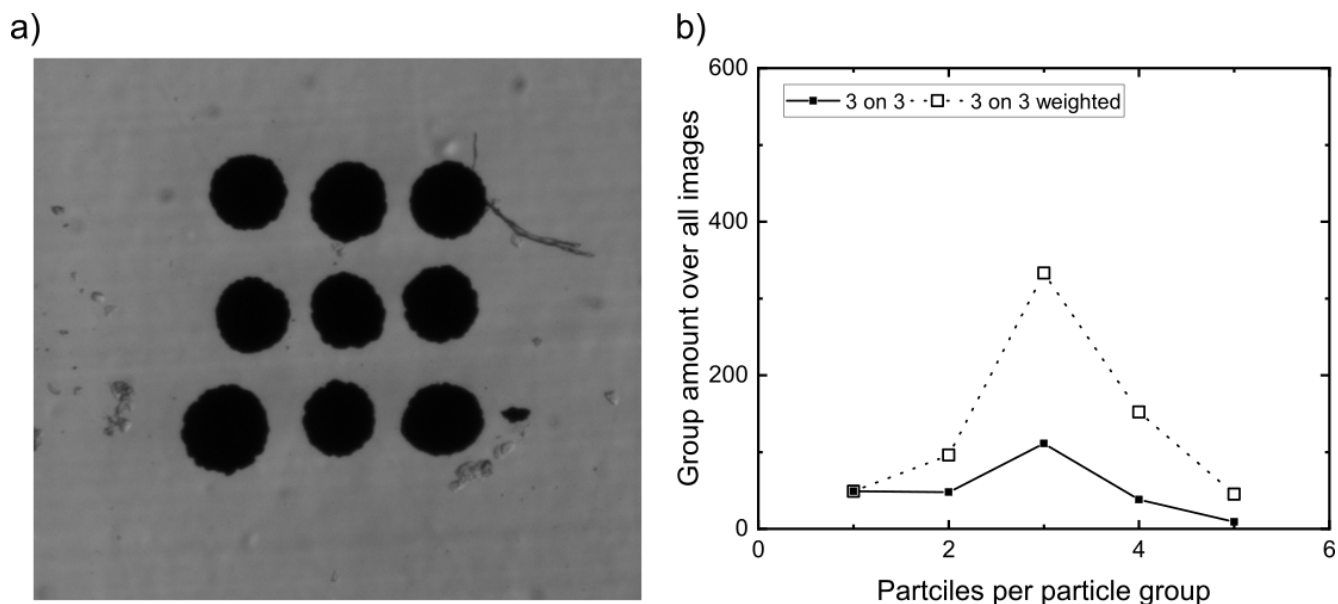 a)
b)
600
3 on 3
3 on 3 weighted
400
200
0
0
2
4
6
Group amount over all images
Partciles per particle group